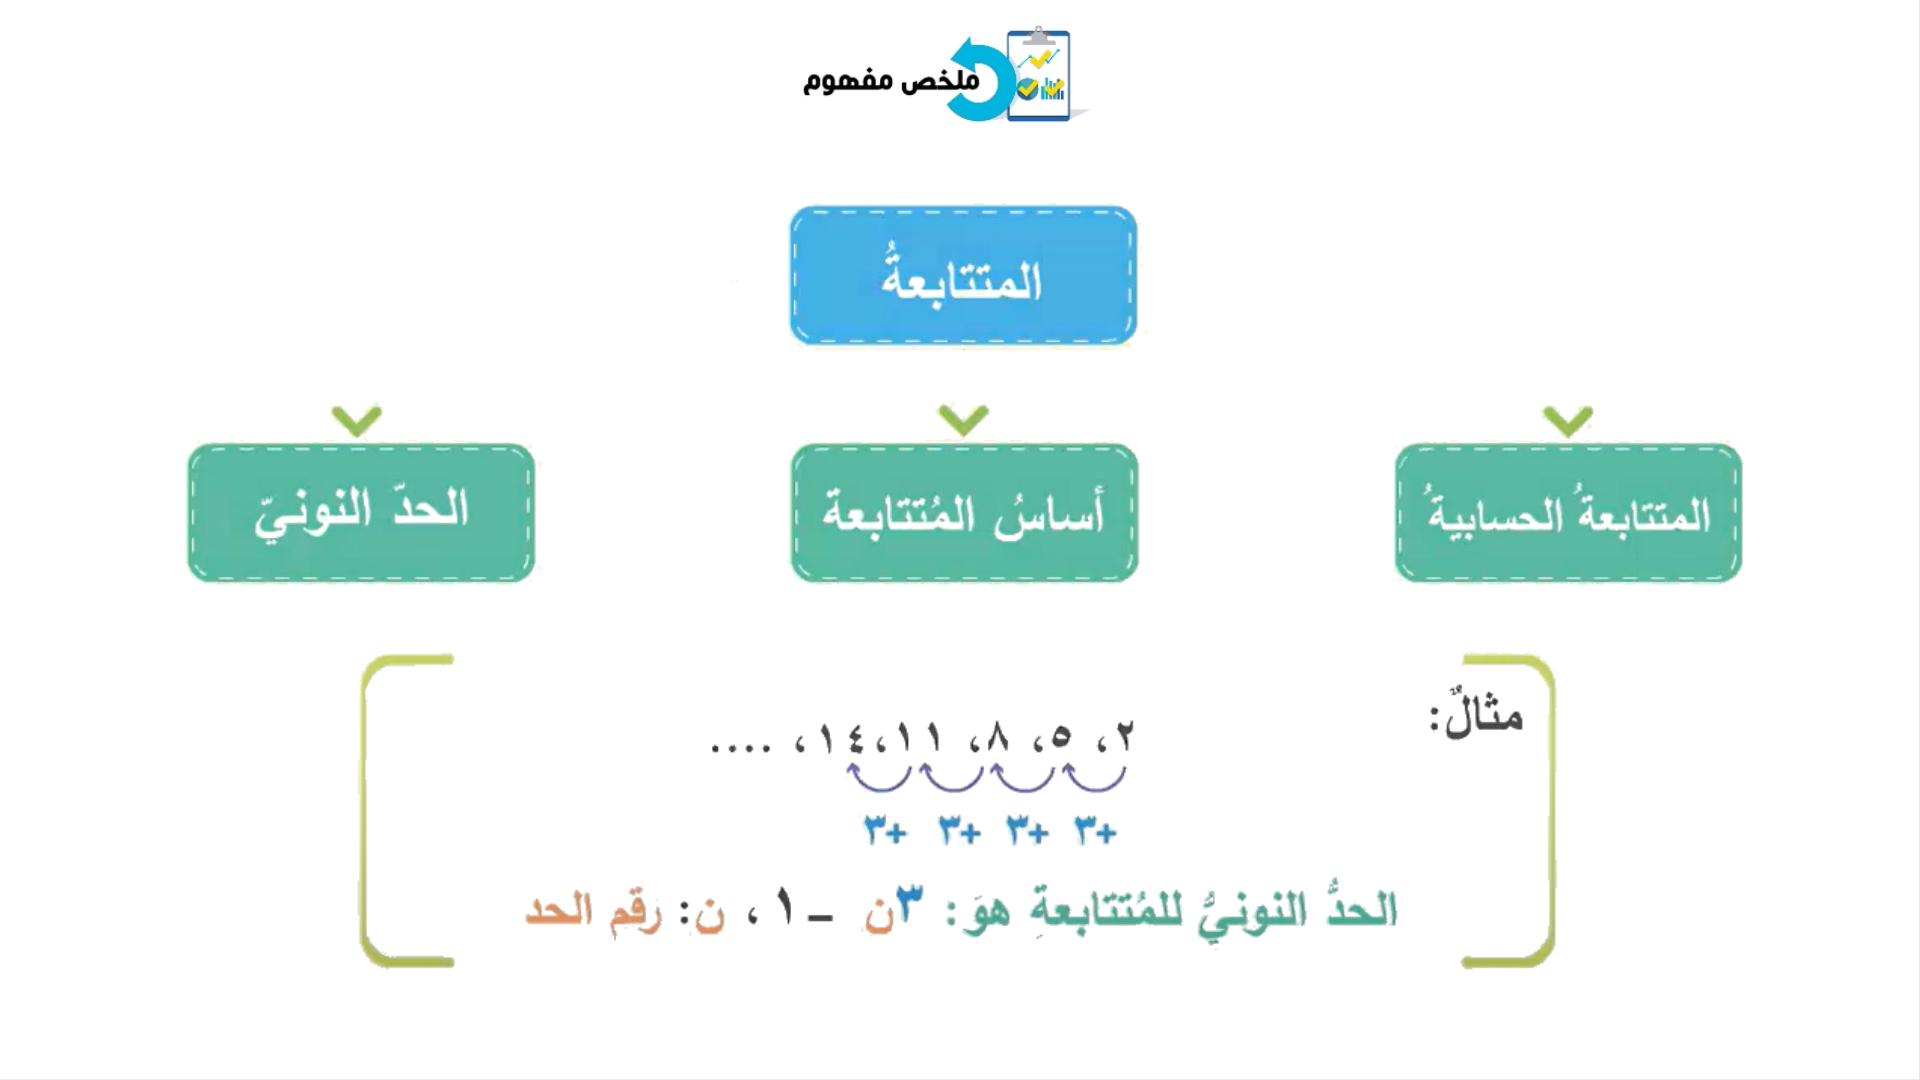 ملخص مفهوم
المتتابعةُ
المتتابعةُ الحسابيةُ
أساسُ المُتتابعة
الحدّ النونيّ
مثالٌ:
٢، ٥، ٨، ١١، ١٤، ....
+٣ +٣ +٣ +٣
الحدُّ النونيُّ للمُتتابعةِ هوَ: ٣ن – ١، ن: رقم الحد